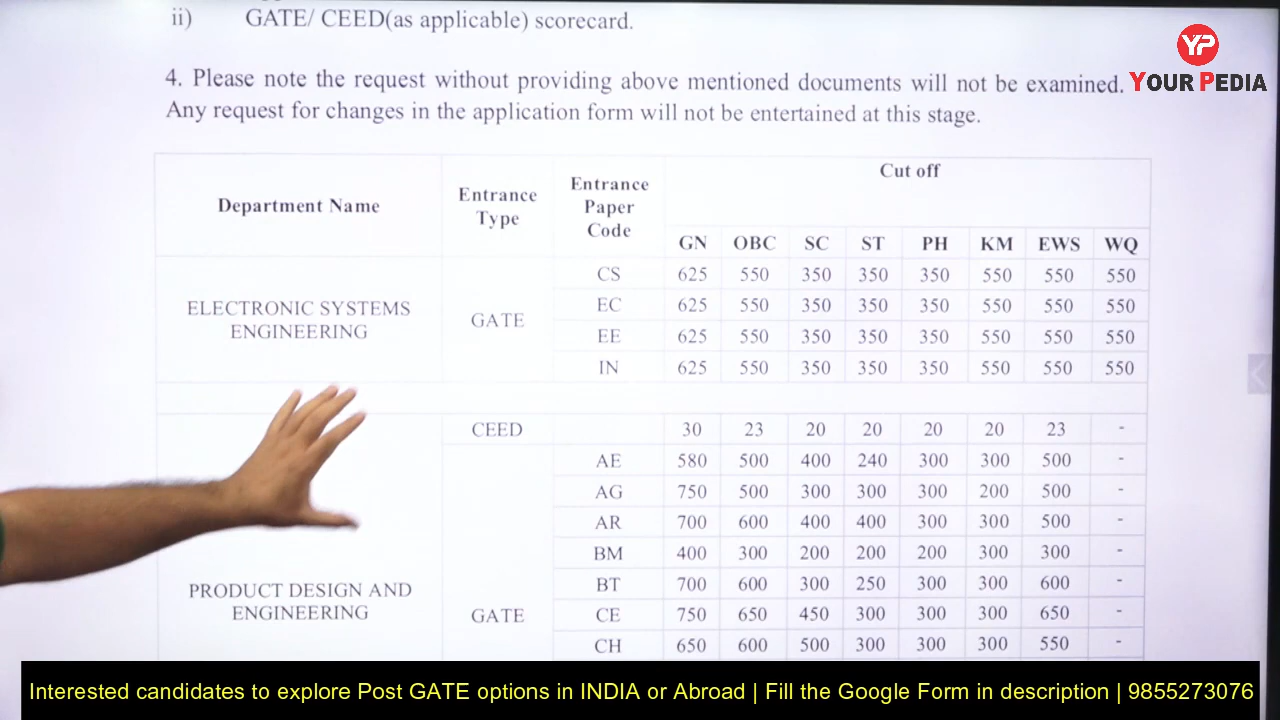 ii) GATE/ CEED(as applicable) scorecard.
YP
YOUR PEDIA
4. Please note the request without providing above mentioned documents will not be examined.
Any request for changes in the application form will not be entertained at this stage.
Department Name Entrance Type Entrance Paper Code Cut off
GN OBC SC ST PH KM EWS WQ
ELECTRONIC SYSTEMS ENGINEERING GATE
CS 625 550 350 350 350 550 550 550
EC 625 550 350 350 350 550 550 550
EE 625 550 350 350 350 550 550 550
IN 625 550 350 350 350 550 550 550
PRODUCT DESIGN AND ENGINEERING
CEED 30 23 20 20 20 20 23 -
GATE
AE 580 500 400 240 300 300 500 -
AG 750 500 300 300 300 200 500 -
AR 700 600 400 400 300 300 500 -
BM 400 300 200 200 200 300 300 -
BT 700 600 300 250 300 300 600 -
CE 750 650 450 300 300 300 650 -
CH 650 600 500 300 300 300 550 -
Interested candidates to explore Post GATE options in INDIA or Abroad | Fill the Google Form in description | 9855273076